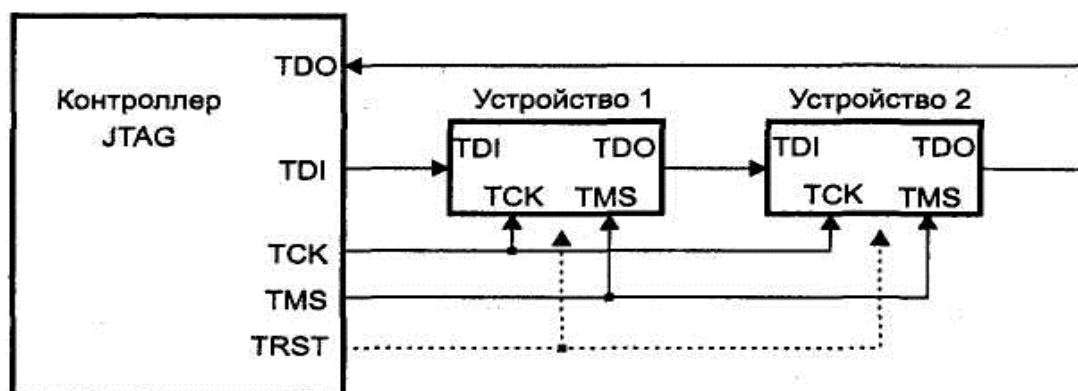 TDO
Контроллер
JTAG
Устройство 1
Устройство 2
TDI
TDI TDO
TCK TMS
TDI TDO
TCK TMS
TCK
TMS
TRST